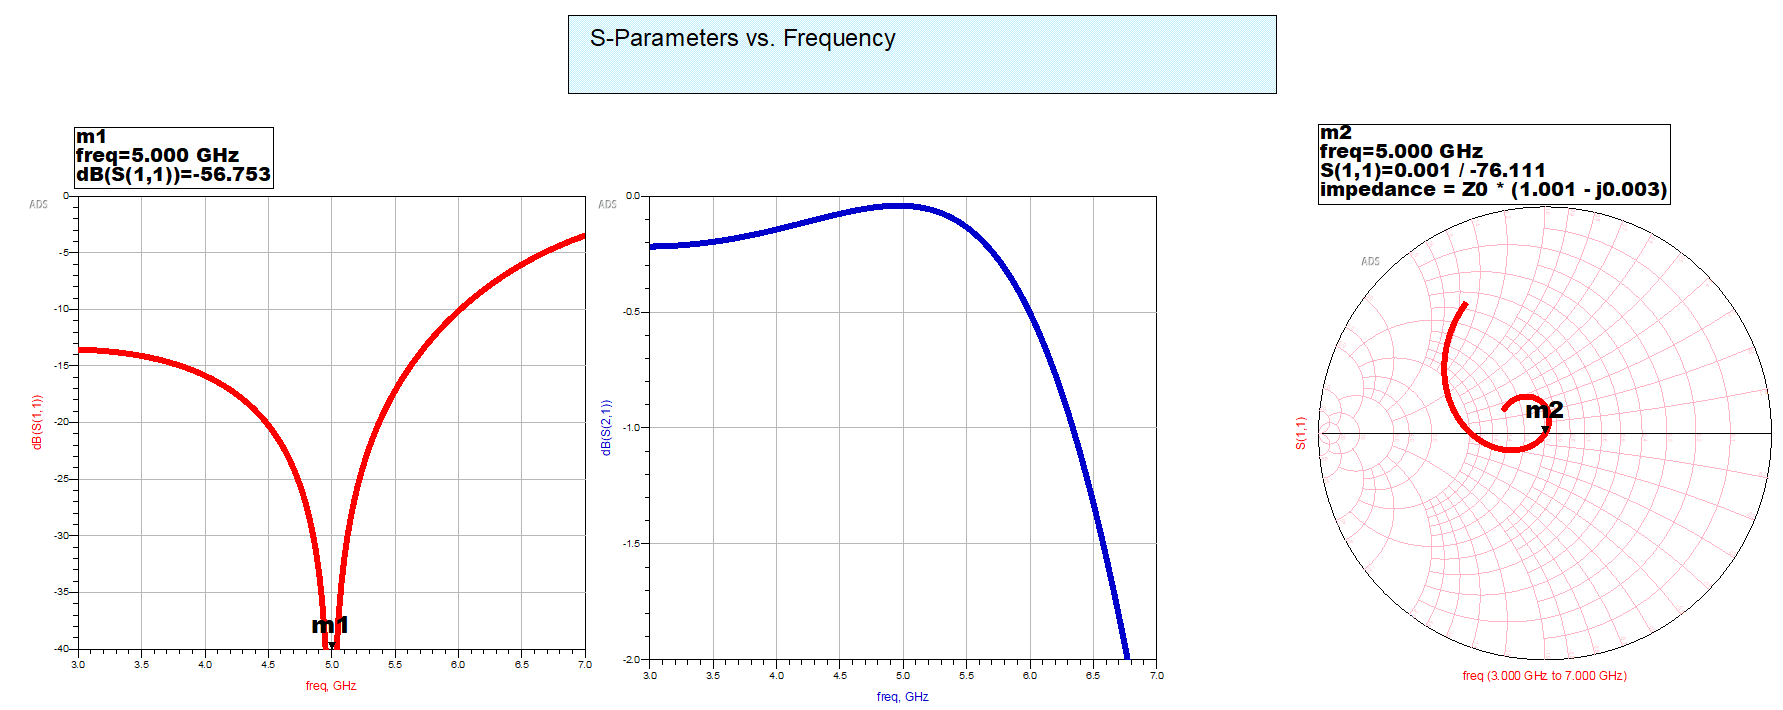 S-Parameters vs. Frequency
m1
freq=5.000 GHz
dB(S(1,1))=-56.753
ADS
dB(S(1,1))
0
-5
-10
-15
-20
-25
-30
-35
-40
m1
3.0 3.5 4.0 4.5 5.0 5.5 6.0 6.5 7.0
freq, GHz
ADS
dB(S(2,1))
0.0
-0.5
-1.0
-1.5
-2.0
3.0 3.5 4.0 4.5 5.0 5.5 6.0 6.5 7.0
freq, GHz
m2
freq=5.000 GHz
S(1,1)=0.001 / -76.111
impedance = Z0 * (1.001 - j0.003)
ADS
S(1,1)
m2
freq (3.000 GHz to 7.000 GHz)